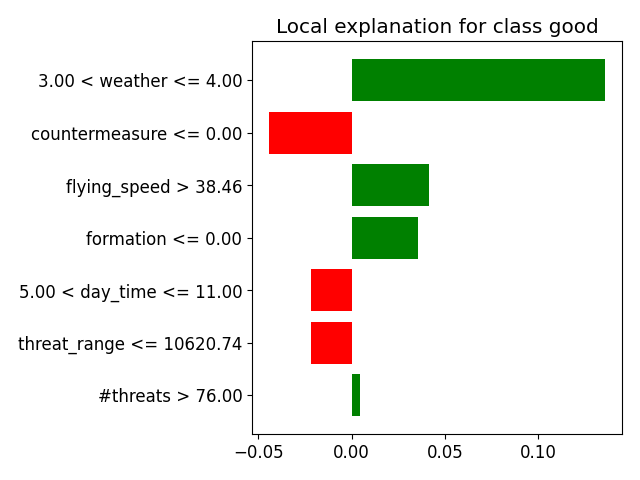 Local explanation for class good
3.00 < weather <= 4.00
countermeasure <= 0.00
flying_speed > 38.46
formation <= 0.00
5.00 < day_time <= 11.00
threat_range <= 10620.74
#threats > 76.00
−0.05 0.00 0.05 0.10